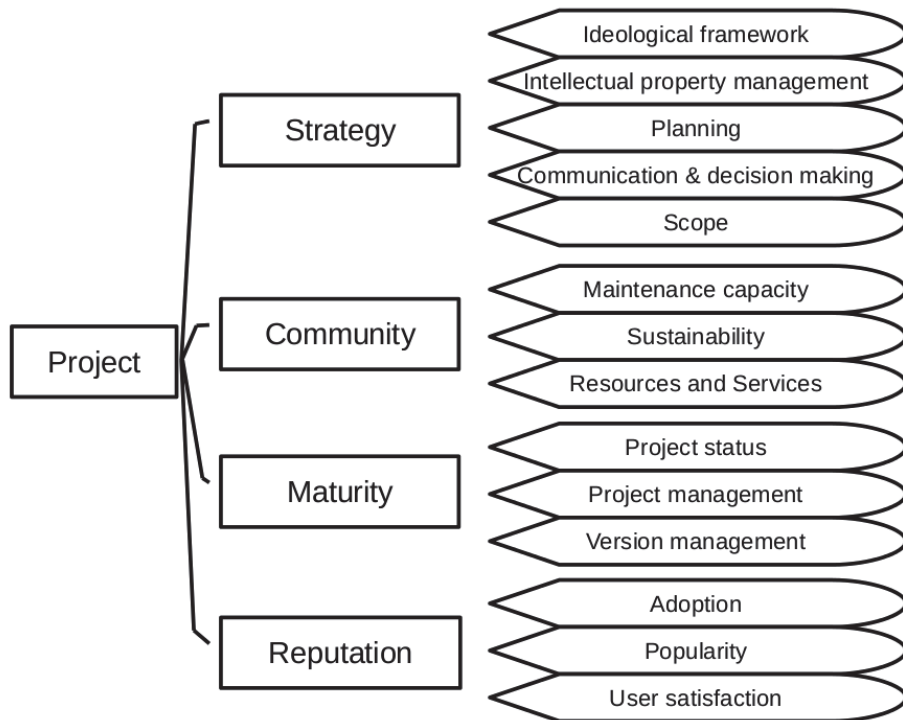 Project
Strategy
Ideological framework
Intellectual property management
Planning
Communication & decision making
Scope
Community
Maintenance capacity
Sustainability
Resources and Services
Maturity
Project status
Project management
Version management
Reputation
Adoption
Popularity
User satisfaction